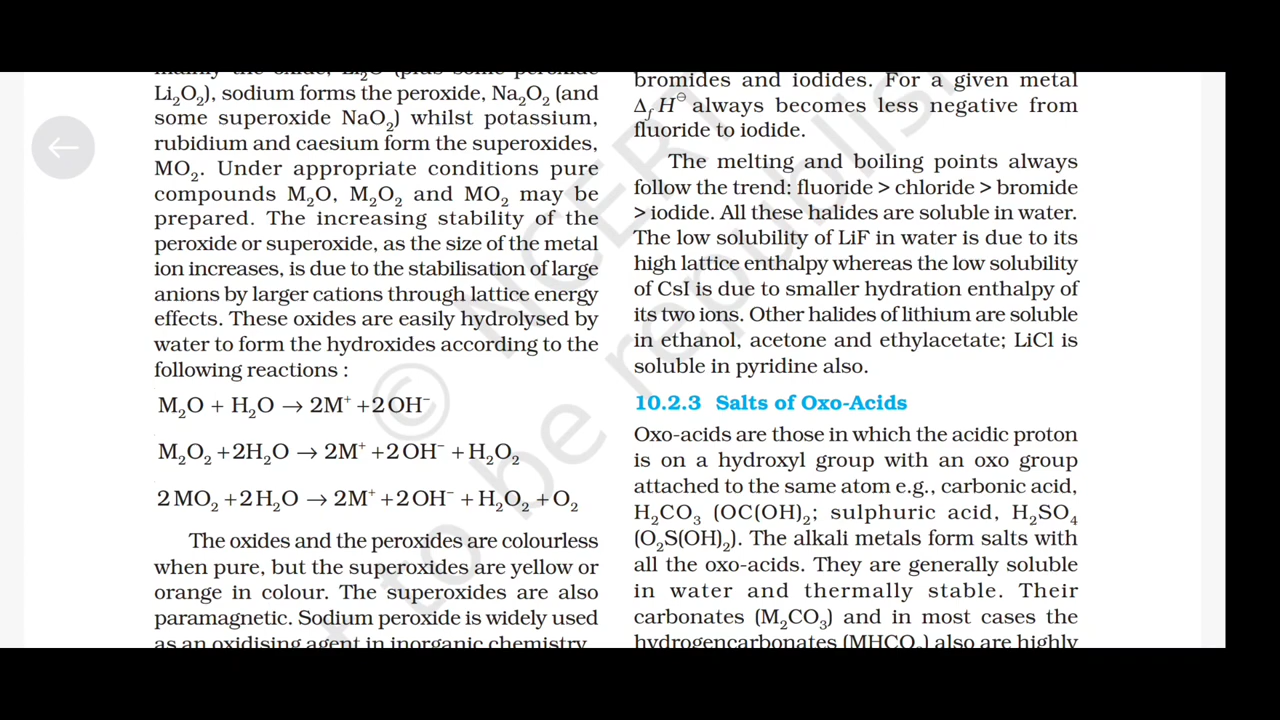 mainly the oxide, Li₂O (plus some peroxide
Li₂O₂), sodium forms the peroxide, Na₂O₂ (and
some superoxide NaO₂) whilst potassium,
rubidium and caesium form the superoxides,
MO₂. Under appropriate conditions pure
compounds M₂O, M₂O₂ and MO₂ may be
prepared. The increasing stability of the
peroxide or superoxide, as the size of the metal
ion increases, is due to the stabilisation of large
anions by larger cations through lattice energy
effects. These oxides are easily hydrolysed by
water to form the hydroxides according to the
following reactions :
M₂O + H₂O → 2M⁺ +2OH⁻
M₂O₂ +2H₂O → 2M⁺ +2OH⁻ +H₂O₂
2MO₂ +2H₂O → 2M⁺ +2OH⁻ +H₂O₂ +O₂
The oxides and the peroxides are colourless
when pure, but the superoxides are yellow or
orange in colour. The superoxides are also
paramagnetic. Sodium peroxide is widely used
as an oxidising agent in inorganic chemistry.
bromides and iodides. For a given metal
Δf H⊖ always becomes less negative from
fluoride to iodide.
The melting and boiling points always
follow the trend: fluoride > chloride > bromide
> iodide. All these halides are soluble in water.
The low solubility of LiF in water is due to its
high lattice enthalpy whereas the low solubility
of CsI is due to smaller hydration enthalpy of
its two ions. Other halides of lithium are soluble
in ethanol, acetone and ethylacetate; LiCl is
soluble in pyridine also.
10.2.3 Salts of Oxo-Acids
Oxo-acids are those in which the acidic proton
is on a hydroxyl group with an oxo group
attached to the same atom e.g., carbonic acid,
H₂CO₃ (OC(OH)₂; sulphuric acid, H₂SO₄
(O₂S(OH)₂). The alkali metals form salts with
all the oxo-acids. They are generally soluble
in water and thermally stable. Their
carbonates (M₂CO₃) and in most cases the
hydrogencarbonates (MHCO₃) also are highly
© NCERT
to be republis